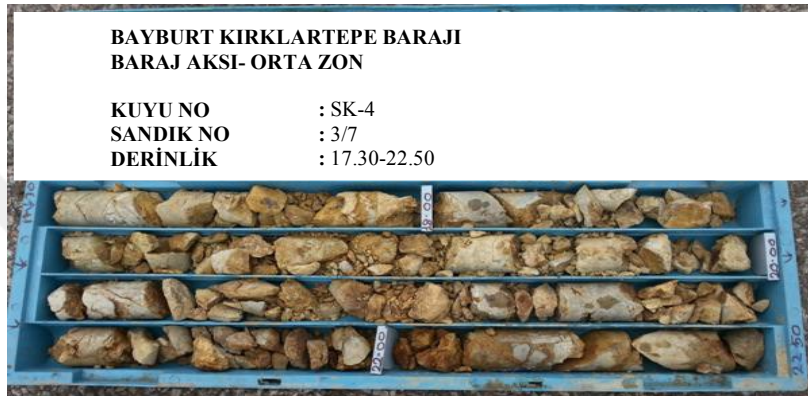 BAYBURT KIRKLARTEPE BARAJI
BARAJ AKSI- ORTA ZON
KUYU NO : SK-4
SANDIK NO : 3/7
DERİNLİK : 17.30-22.50
18.00
20.00
22.00
22.50